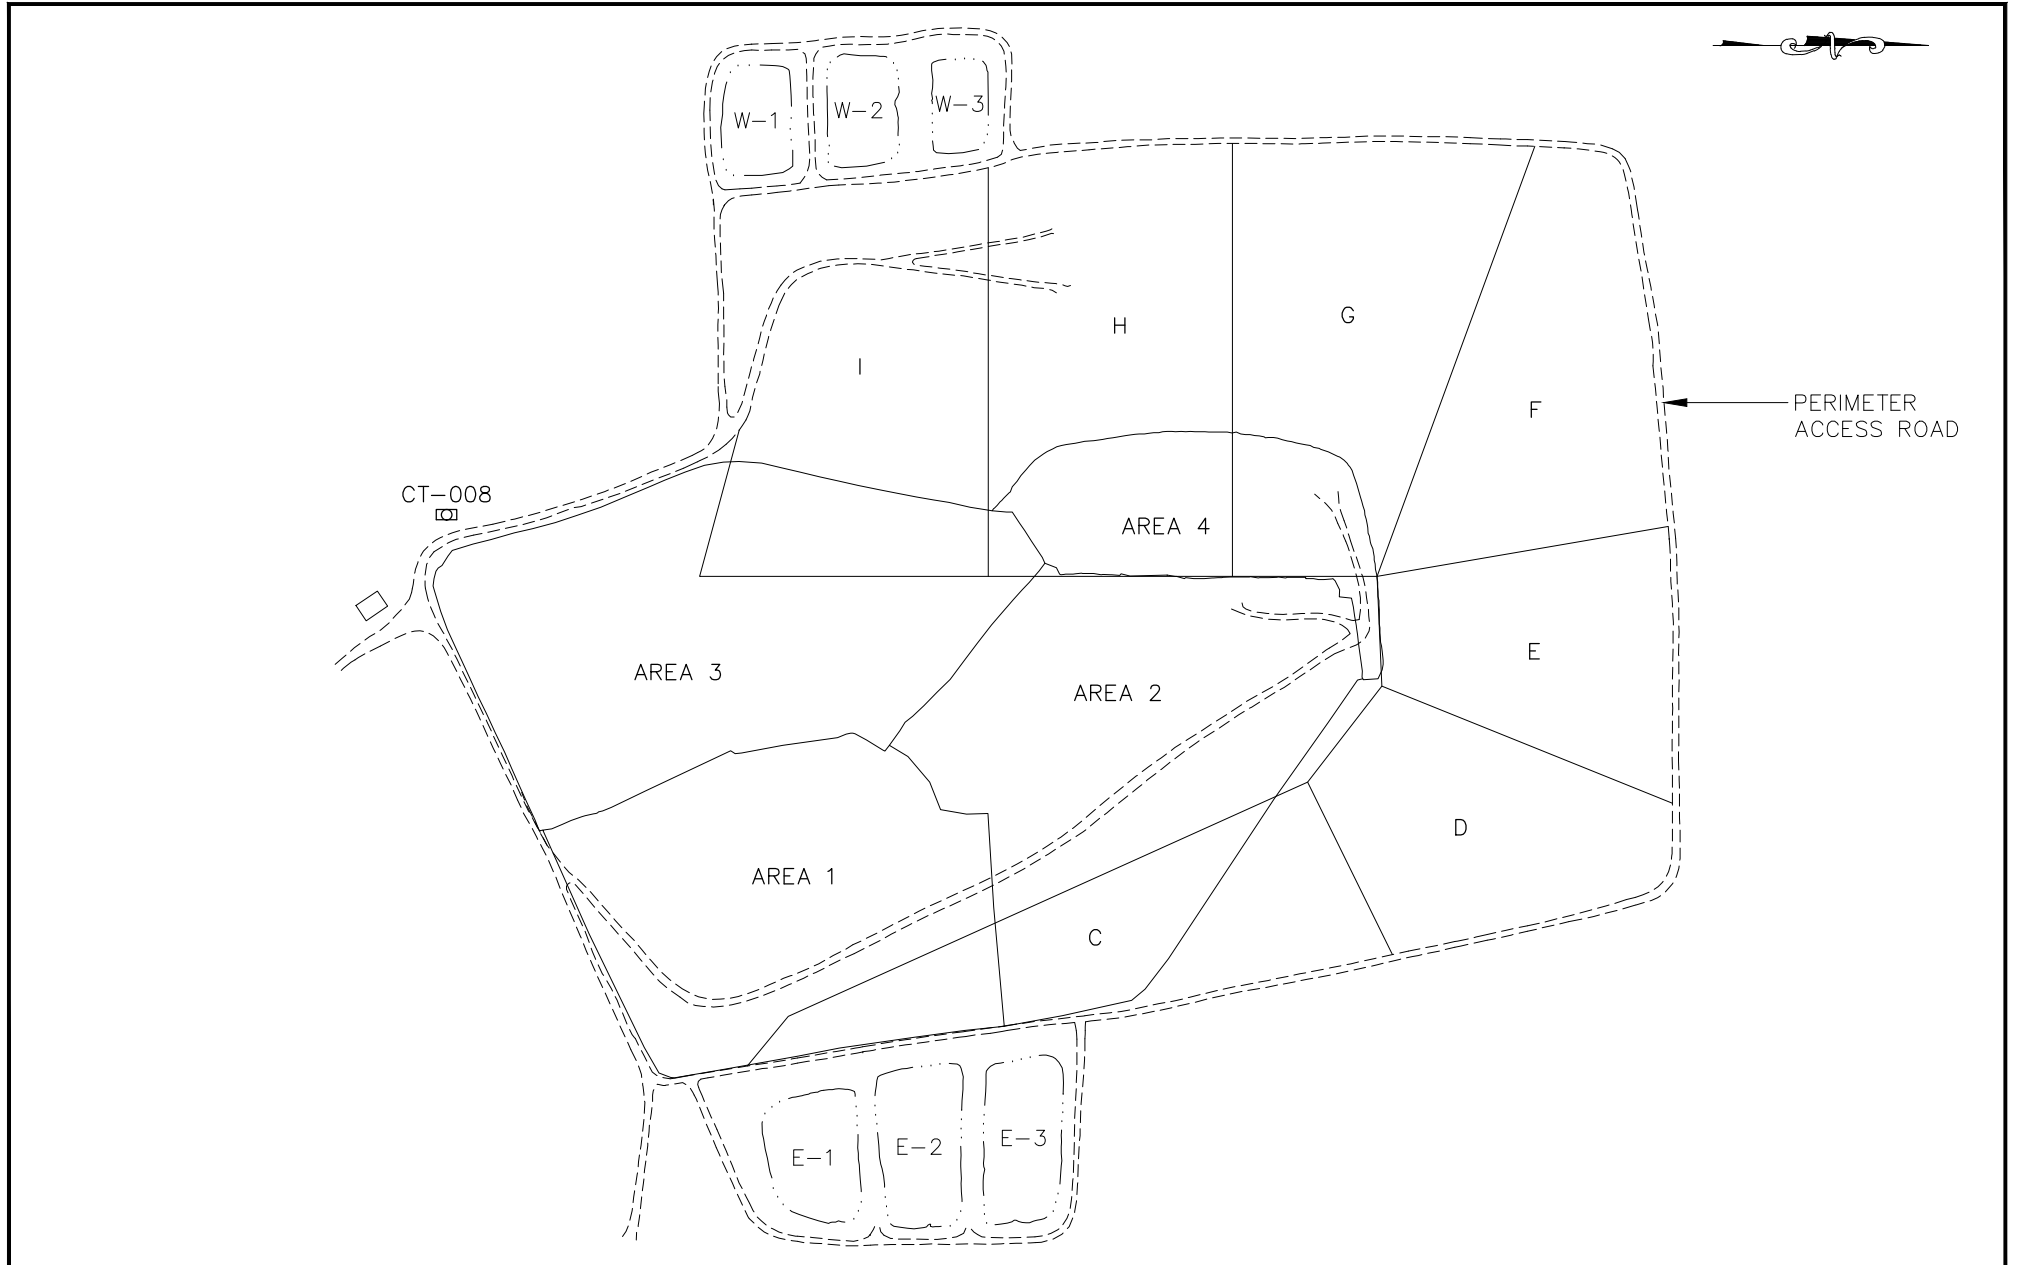 W-1
W-2
W-3
H
G
I
F
PERIMETER
ACCESS ROAD
CT-008
AREA 4
E
AREA 3
AREA 2
D
AREA 1
C
E-1
E-2
E-3